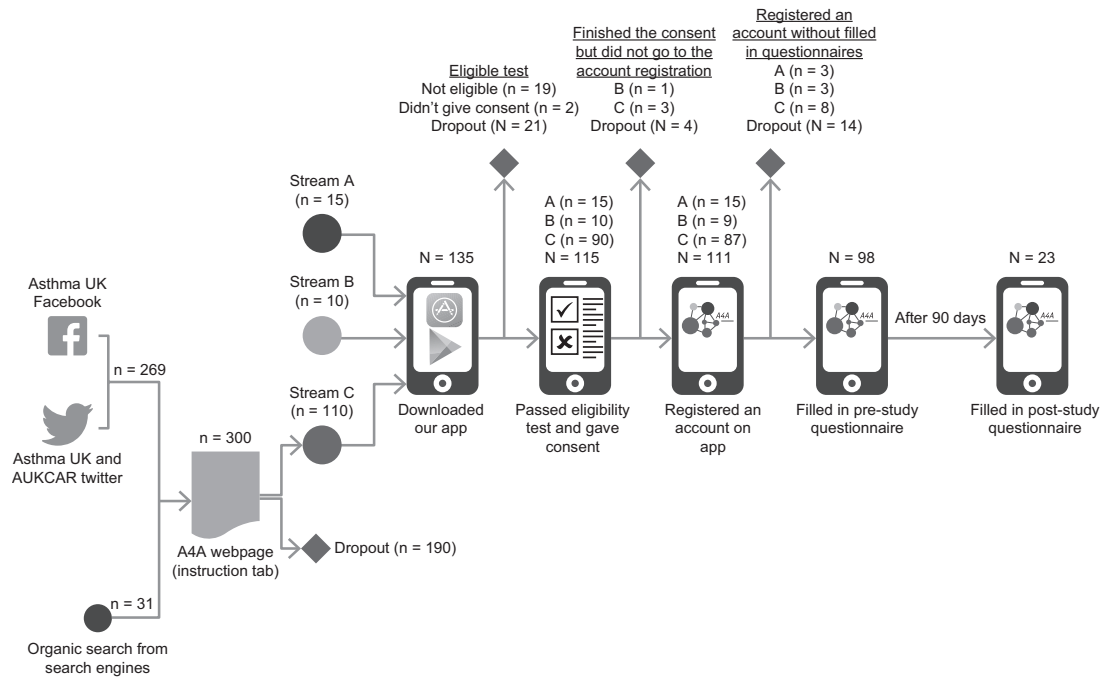 Registered an
account without filled
in questionnaires
A (n = 3)
B (n = 3)
C (n = 8)
Dropout (N = 14)
Finished the consent
but did not go to the
account registration
B (n = 1)
C (n = 3)
Dropout (N = 4)
Eligible test
Not eligible (n = 19)
Didn't give consent (n = 2)
Dropout (N = 21)
Stream A
(n = 15)
A (n = 15)
B (n = 10)
C (n = 90)
N = 115
A (n = 15)
B (n = 9)
C (n = 87)
N = 111
N = 135
N = 98
N = 23
Asthma UK
Facebook
Stream B
(n = 10)
A4A
A4A
After 90 days
A4A
n = 269
Stream C
(n = 110)
Downloaded
our app
Passed eligibility
test and gave
consent
Registered an
account on
app
Filled in pre-study
questionnaire
Filled in post-study
questionnaire
Asthma UK and
AUKCAR twitter
n = 300
A4A webpage
(instruction tab)
Dropout (n = 190)
n = 31
Organic search from
search engines